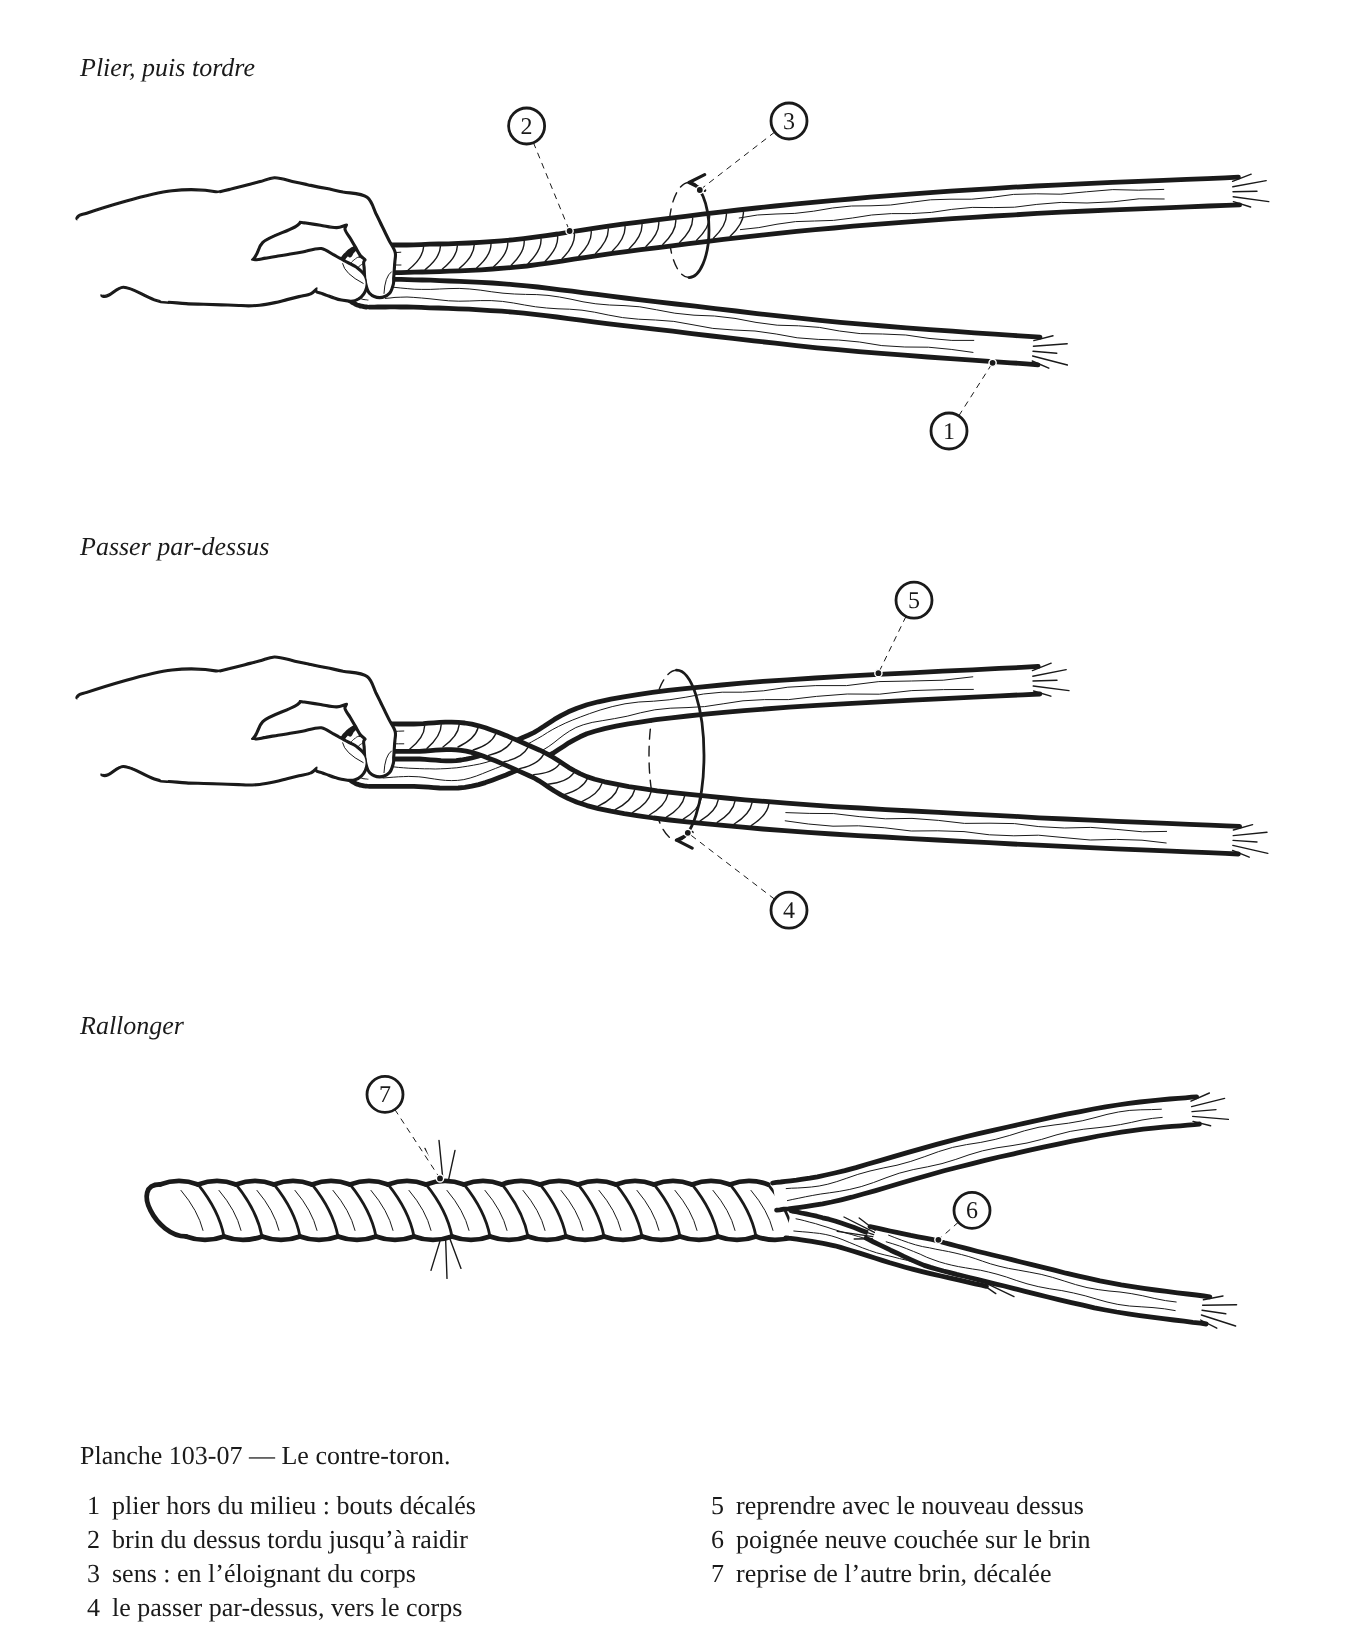 Plier, puis tordre
2
3
1
Passer par-dessus
5
4
Rallonger
7
6
Planche 103-07 — Le contre-toron.
1 plier hors du milieu : bouts décalés
2 brin du dessus tordu jusqu’à raidir
3 sens : en l’éloignant du corps
4 le passer par-dessus, vers le corps
5 reprendre avec le nouveau dessus
6 poignée neuve couchée sur le brin
7 reprise de l’autre brin, décalée